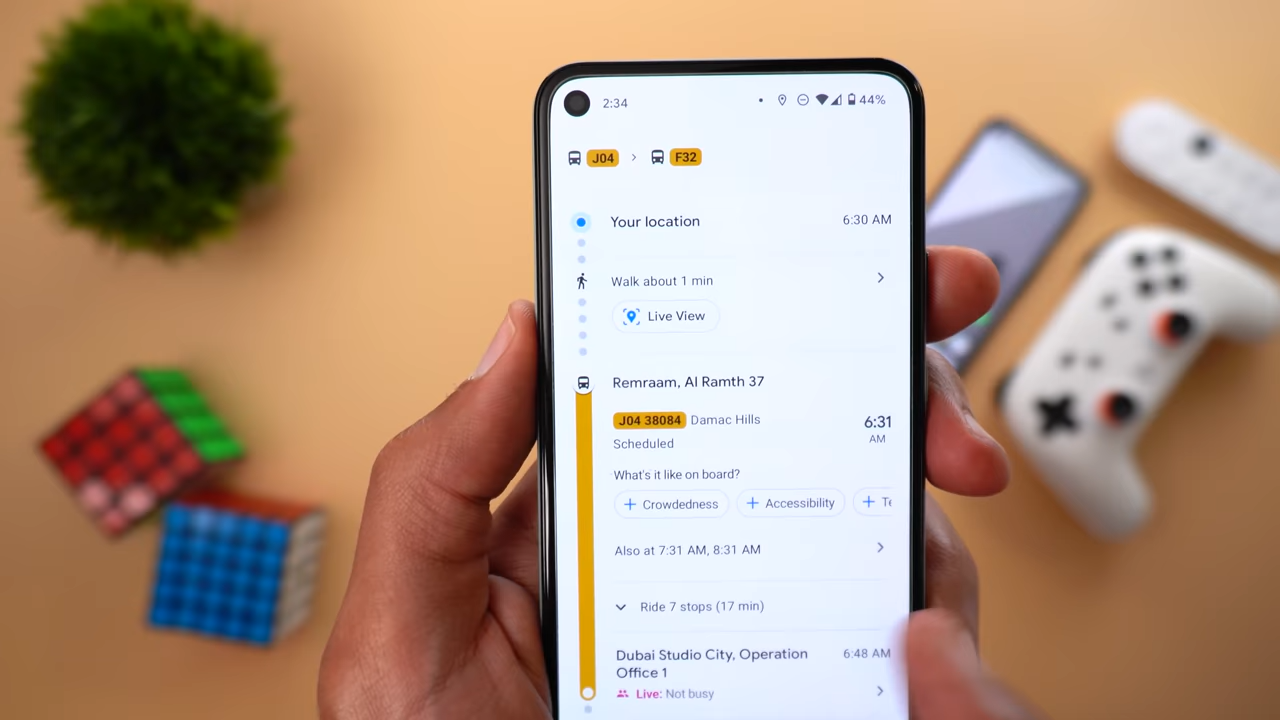 2:34
44%
J04 > F32
Your location 6:30 AM
Walk about 1 min
Live View
Remraam, Al Ramth 37
J04 38084 Damac Hills 6:31
AM
Scheduled
What's it like on board?
+ Crowdedness + Accessibility + Te
Also at 7:31 AM, 8:31 AM
Ride 7 stops (17 min)
Dubai Studio City, Operation 6:48 AM
Office 1
Live: Not busy